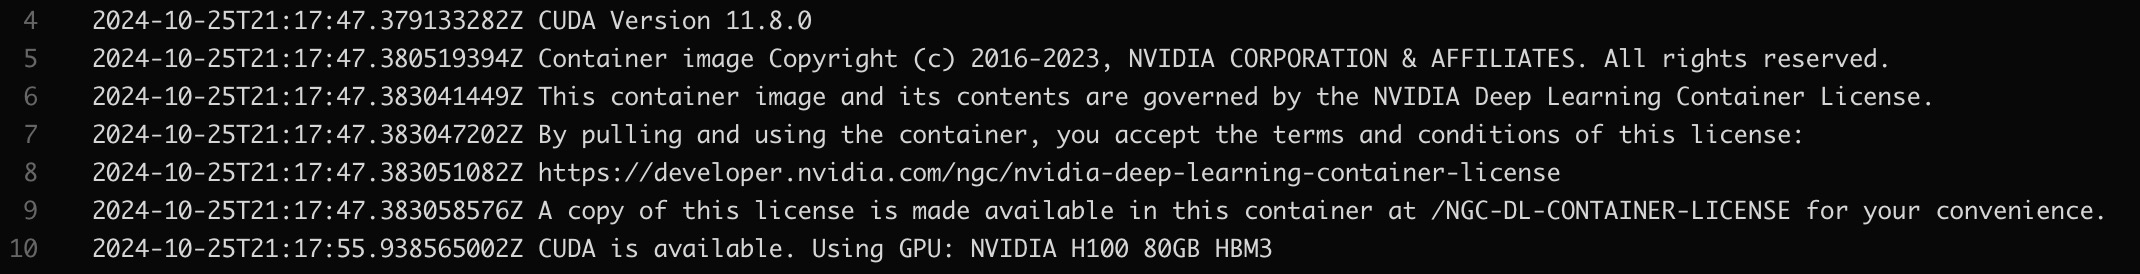 4 2024-10-25T21:17:47.379133282Z CUDA Version 11.8.0
5 2024-10-25T21:17:47.380519394Z Container image Copyright (c) 2016-2023, NVIDIA CORPORATION & AFFILIATES. All rights reserved.
6 2024-10-25T21:17:47.383041449Z This container image and its contents are governed by the NVIDIA Deep Learning Container License.
7 2024-10-25T21:17:47.383047202Z By pulling and using the container, you accept the terms and conditions of this license:
8 2024-10-25T21:17:47.383051082Z https://developer.nvidia.com/ngc/nvidia-deep-learning-container-license
9 2024-10-25T21:17:47.383058576Z A copy of this license is made available in this container at /NGC-DL-CONTAINER-LICENSE for your convenience.
10 2024-10-25T21:17:55.938565002Z CUDA is available. Using GPU: NVIDIA H100 80GB HBM3